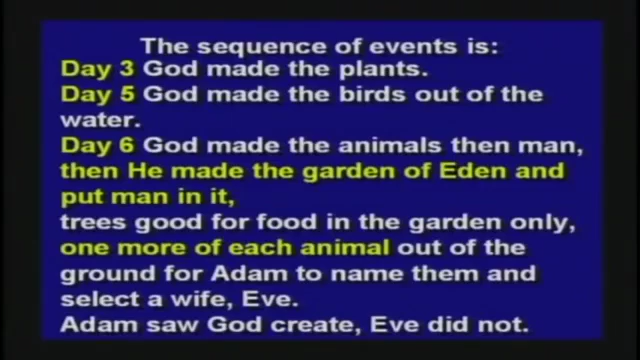 The sequence of events is:
Day 3 God made the plants.
Day 5 God made the birds out of the
water.
Day 6 God made the animals then man,
then He made the garden of Eden and
put man in it,
trees good for food in the garden only,
one more of each animal out of the
ground for Adam to name them and
select a wife, Eve.
Adam saw God create, Eve did not.